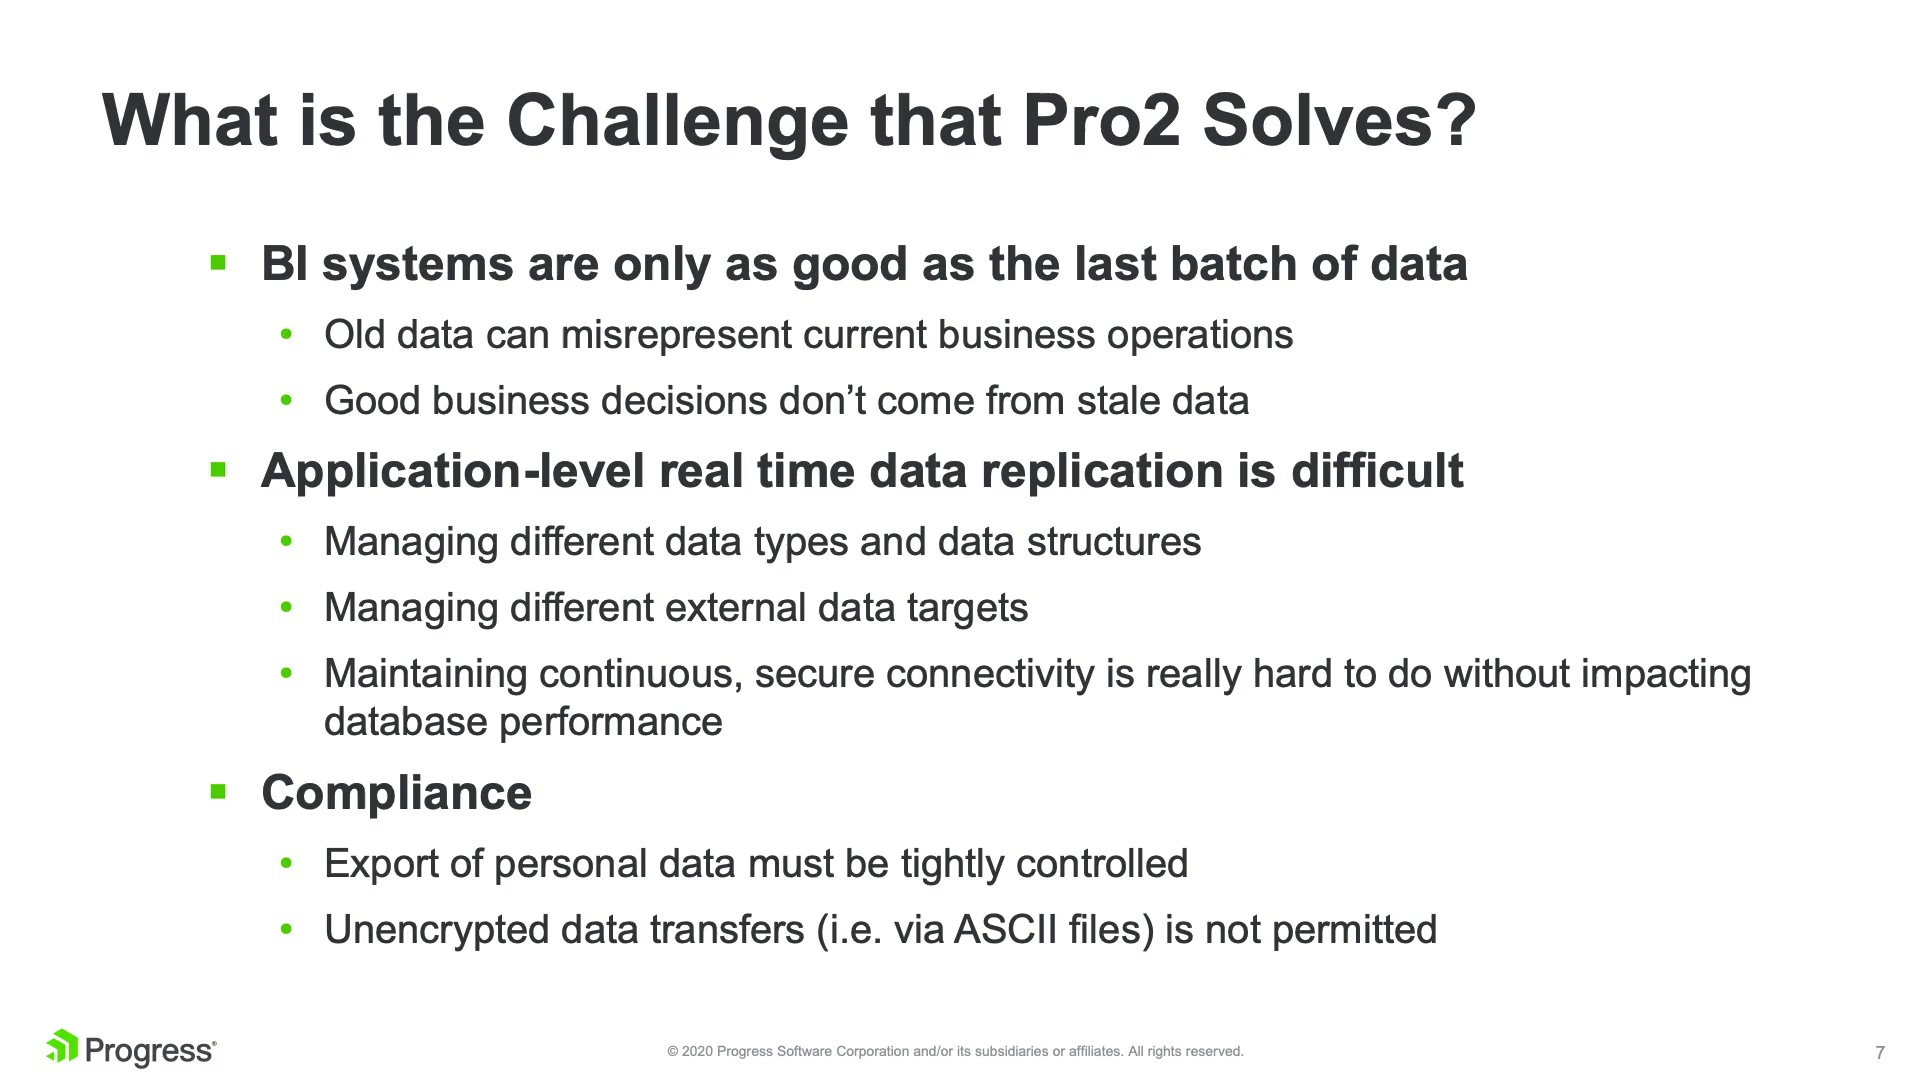 What is the Challenge that Pro2 Solves?
▪ BI systems are only as good as the last batch of data
• Old data can misrepresent current business operations
• Good business decisions don’t come from stale data
▪ Application-level real time data replication is difficult
• Managing different data types and data structures
• Managing different external data targets
• Maintaining continuous, secure connectivity is really hard to do without impacting
database performance
▪ Compliance
• Export of personal data must be tightly controlled
• Unencrypted data transfers (i.e. via ASCII files) is not permitted
Progress®
© 2020 Progress Software Corporation and/or its subsidiaries or affiliates. All rights reserved.
7